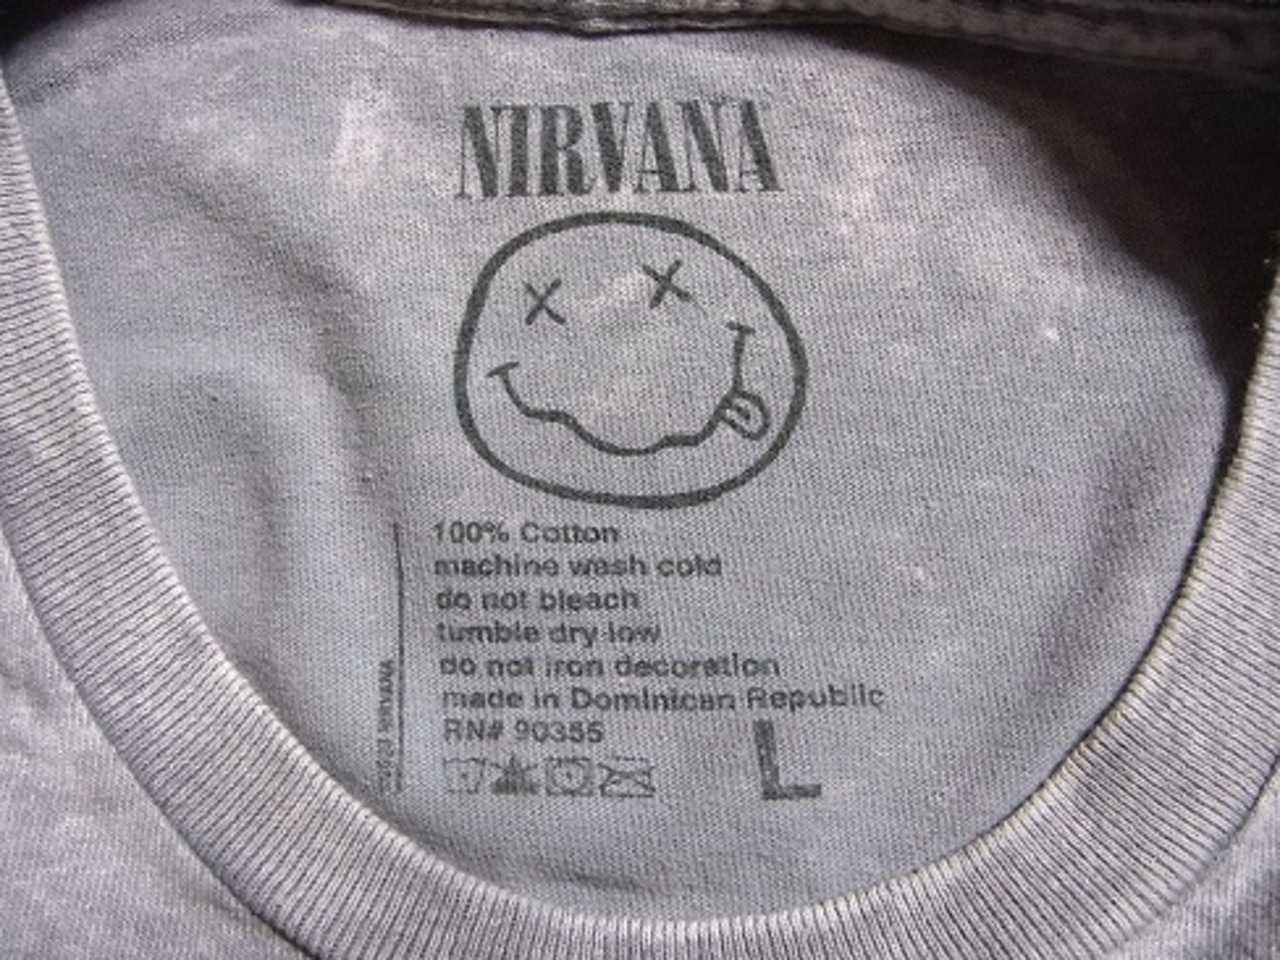 NIRVANA
100% Cotton
machine wash cold
do not bleach
tumble dry low
do not iron decoration
made in Dominican Republic
RN# 90355
L